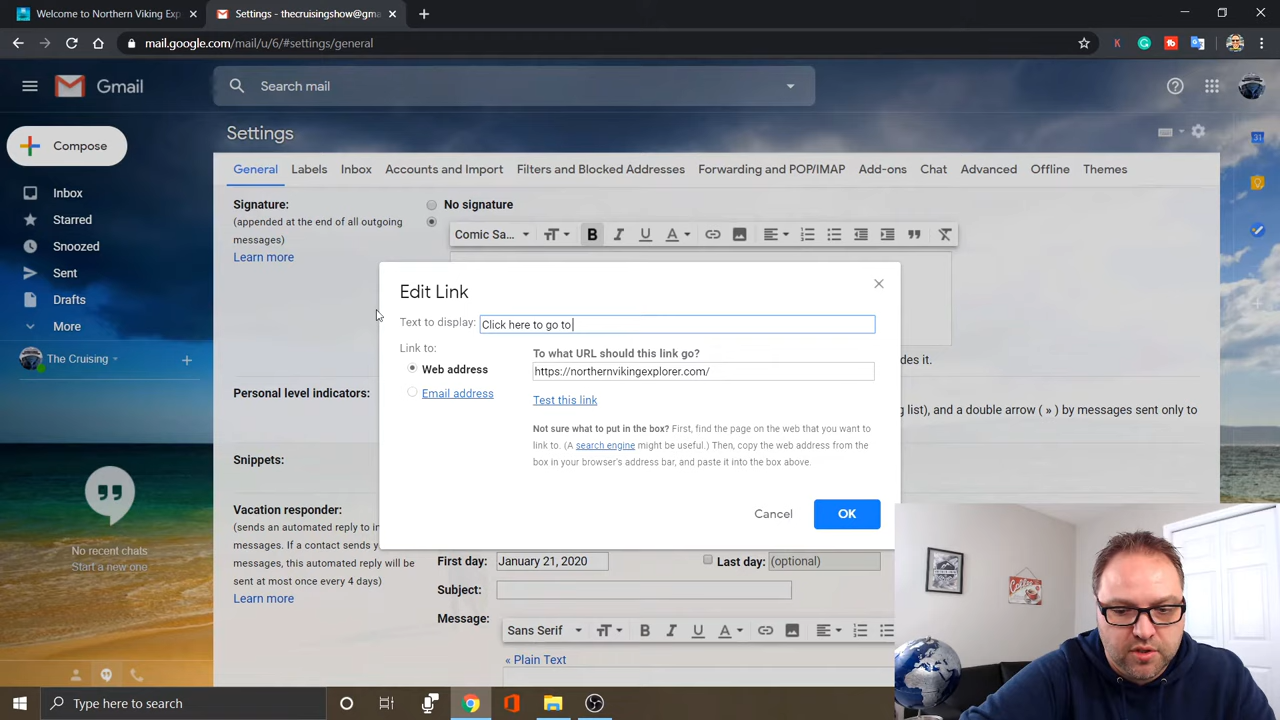 Welcome to Northern Viking Exp
Settings - thecruisingshow@gma
mail.google.com/mail/u/6/#settings/general
Gmail
Search mail
Compose
Settings
General Labels Inbox Accounts and Import Filters and Blocked Addresses Forwarding and POP/IMAP Add-ons Chat Advanced Offline Themes
Inbox
Starred
Snoozed
Sent
Drafts
More
The Cruising
No recent chats
Start a new one
Signature:
(appended at the end of all outgoing
messages)
Learn more
No signature
Comic Sa...
Edit Link
Text to display: Click here to go to
Link to:
Web address
Email address
To what URL should this link go?
https://northernvikingexplorer.com/
Test this link
Not sure what to put in the box? First, find the page on the web that you want to
link to. (A search engine might be useful.) Then, copy the web address from the
box in your browser's address bar, and paste it into the box above.
Cancel OK
des it.
Personal level indicators:
g list), and a double arrow ( » ) by messages sent only to
Snippets:
Vacation responder:
(sends an automated reply to in
messages. If a contact sends y
messages, this automated reply will
be sent at most once every 4 days)
Learn more
First day: January 21, 2020 Last day: (optional)
Subject:
Message:
Sans Serif
« Plain Text
Type here to search